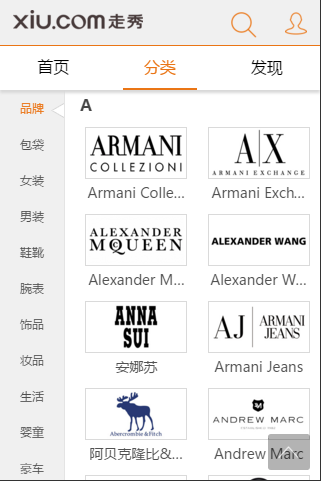 xiu.com走秀
首页 分类 发现
品牌
包袋
女装
男装
鞋靴
腕表
饰品
妆品
生活
婴童
豪车
A
ARMANI
COLLEZIONI
Armani Colle...
A|X
ARMANI EXCHANGE
Armani Exch...
ALEXANDER
McQUEEN
Alexander M...
ALEXANDER WANG
Alexander W...
ANNA
SUI
安娜苏
AJ | ARMANI
JEANS
Armani Jeans
Abercrombie & Fitch
阿贝克隆比&...
ANDREW MARC
Andrew Marc